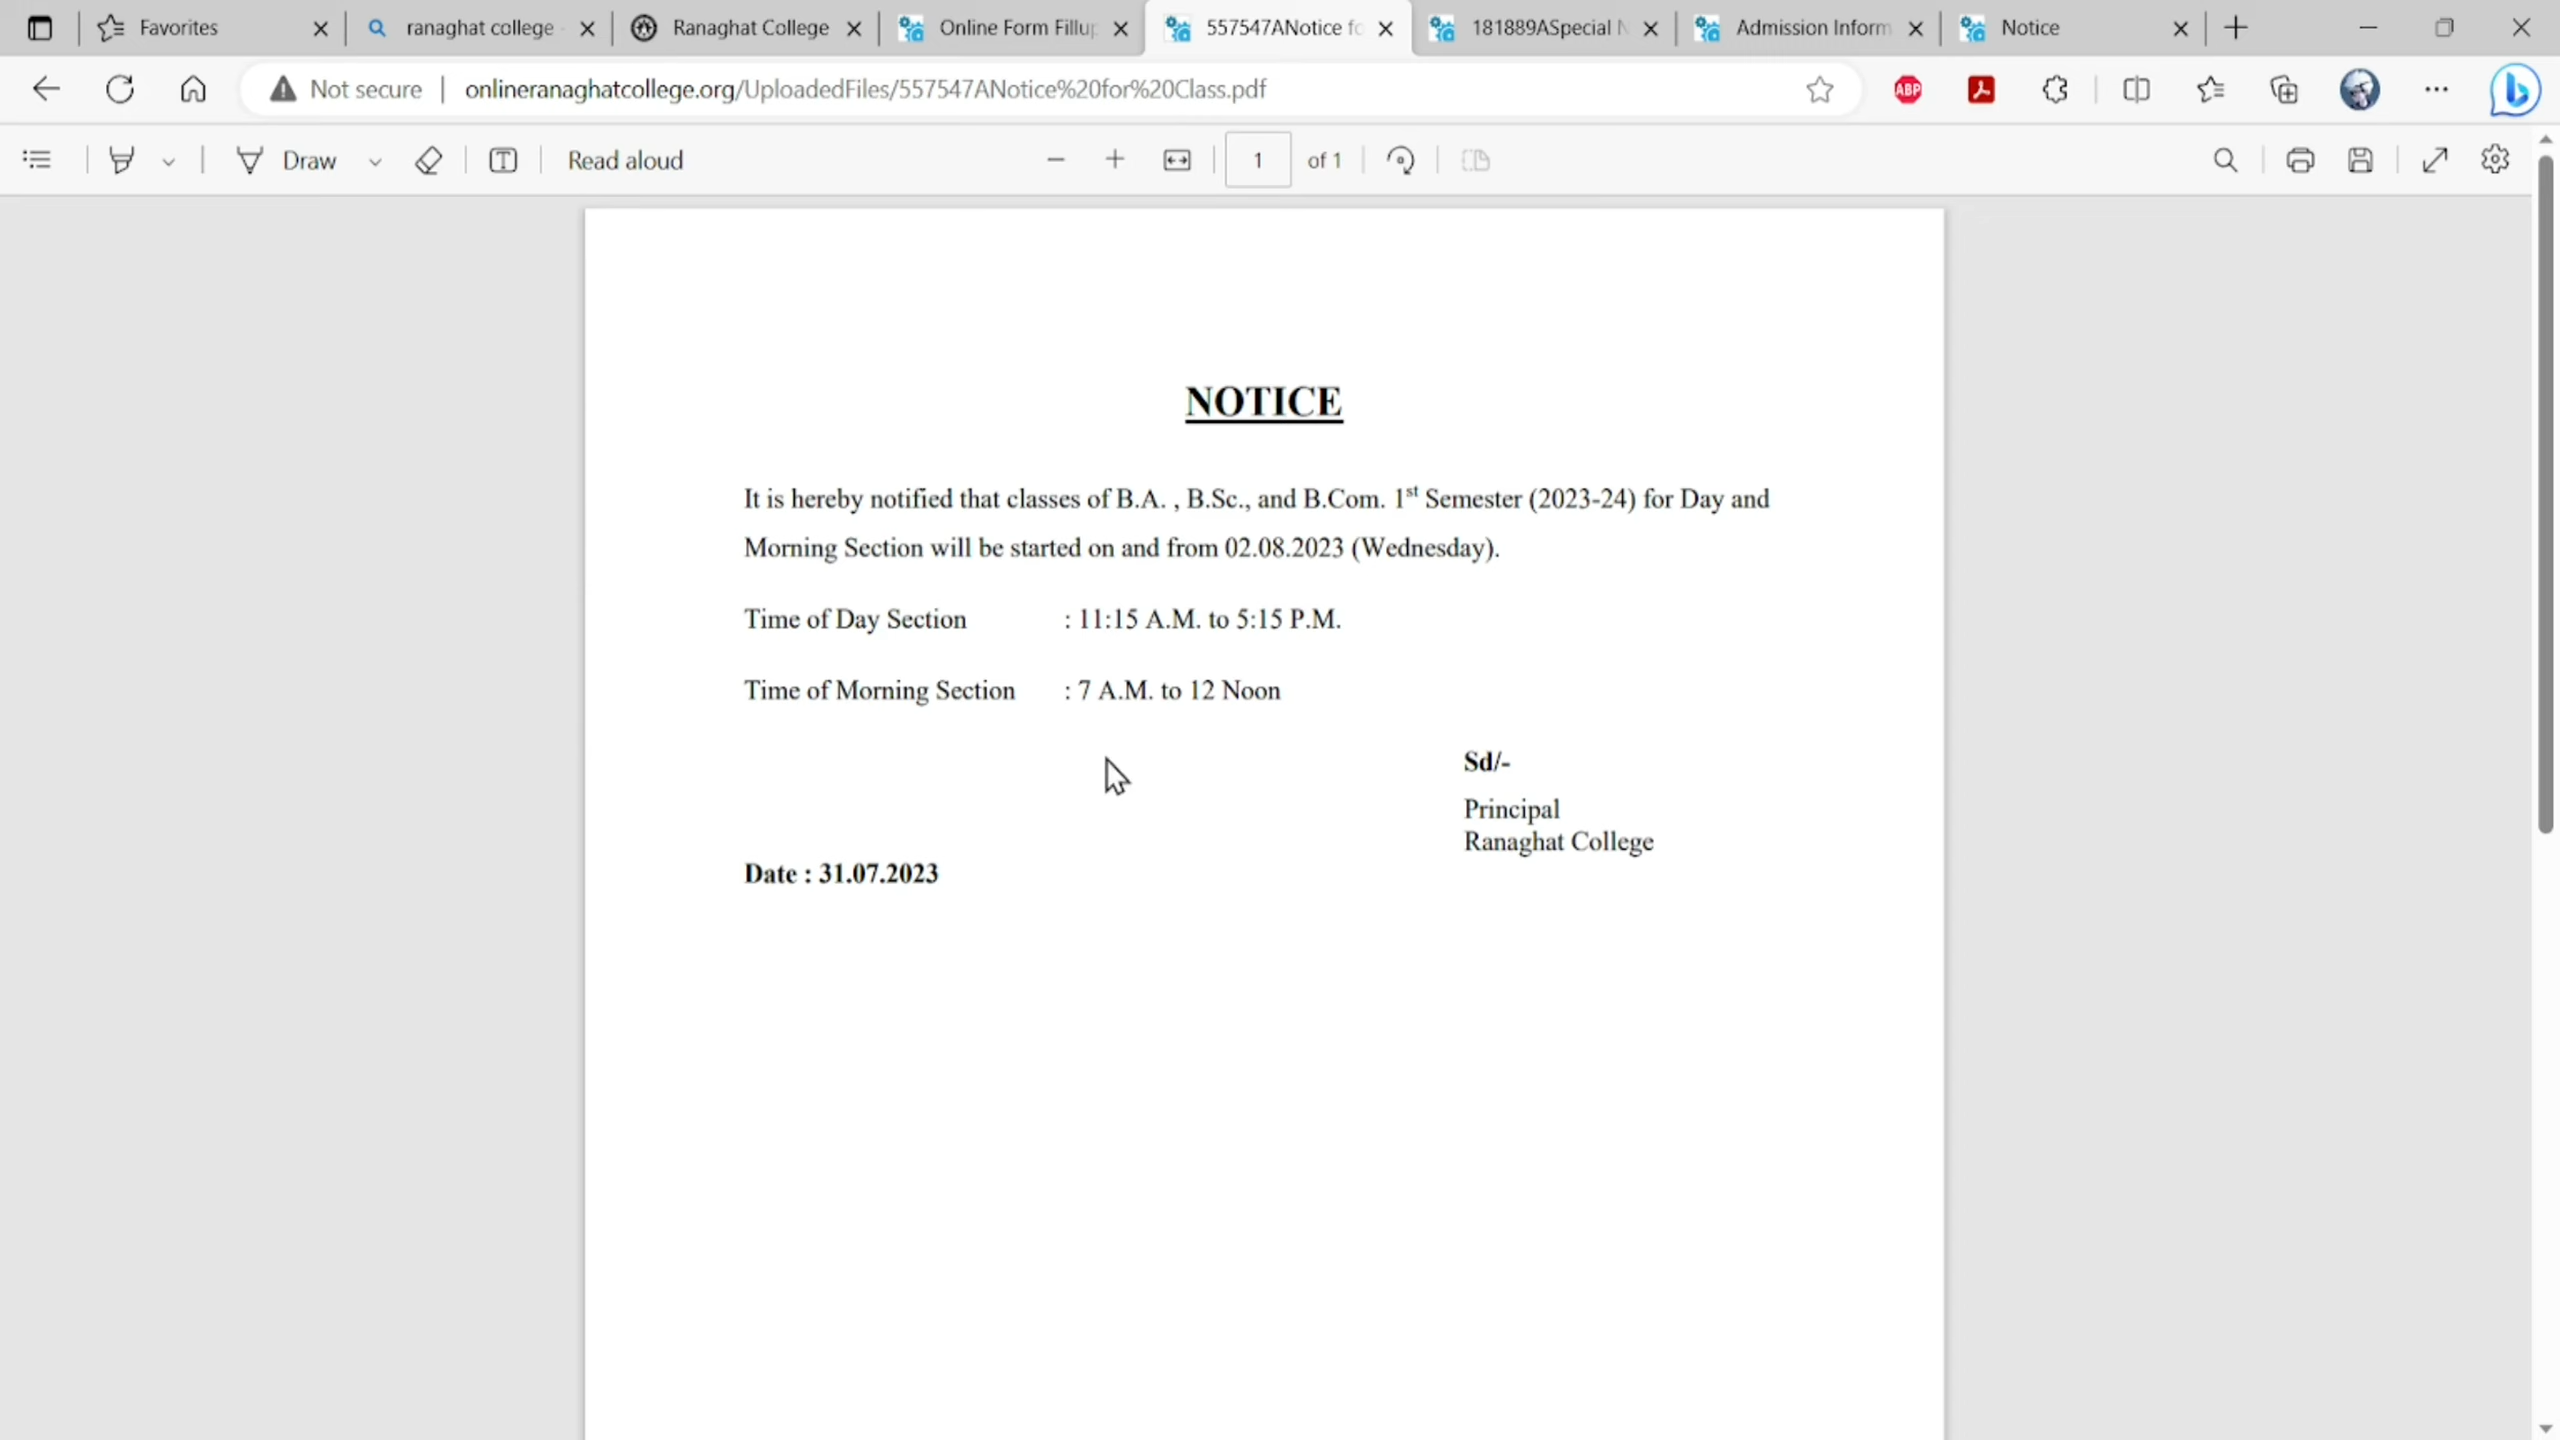 Favorites
ranaghat college -
Ranaghat College
Online Form Fillup
557547ANotice fo
181889ASpecial N
Admission Inform
Notice
Not secure
onlineranaghatcollege.org/UploadedFiles/557547ANotice%20for%20Class.pdf
ABP
Draw
Read aloud
1 of 1
NOTICE
It is hereby notified that classes of B.A. , B.Sc., and B.Com. 1st Semester (2023-24) for Day and
Morning Section will be started on and from 02.08.2023 (Wednesday).
Time of Day Section : 11:15 A.M. to 5:15 P.M.
Time of Morning Section : 7 A.M. to 12 Noon
Sd/-
Principal
Ranaghat College
Date : 31.07.2023